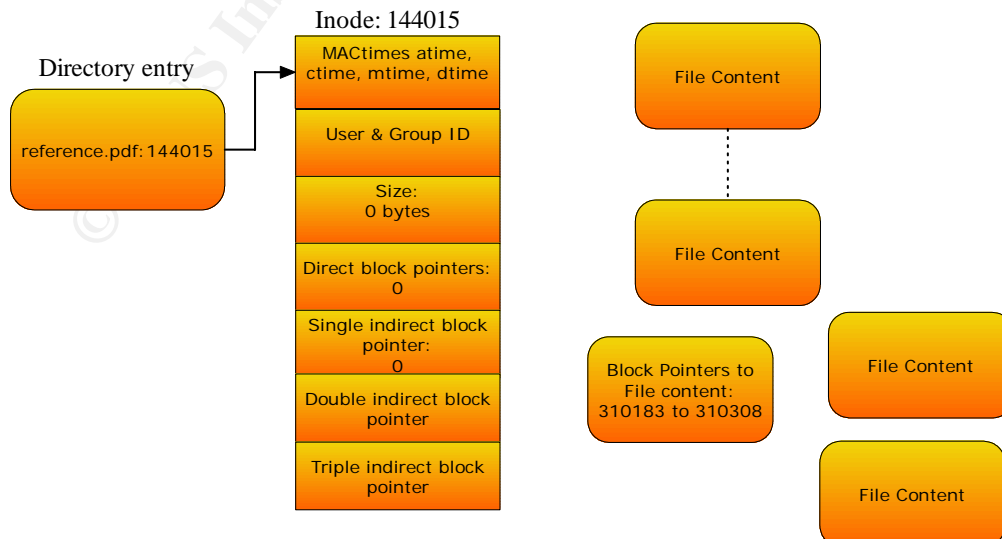 Inode: 144015
Directory entry
reference.pdf:144015
MACtimes atime,
ctime, mtime, dtime
User & Group ID
Size:
0 bytes
Direct block pointers:
0
Single indirect block
pointer:
0
Double indirect block
pointer
Triple indirect block
pointer
File Content
File Content
Block Pointers to
File content:
310183 to 310308
File Content
File Content